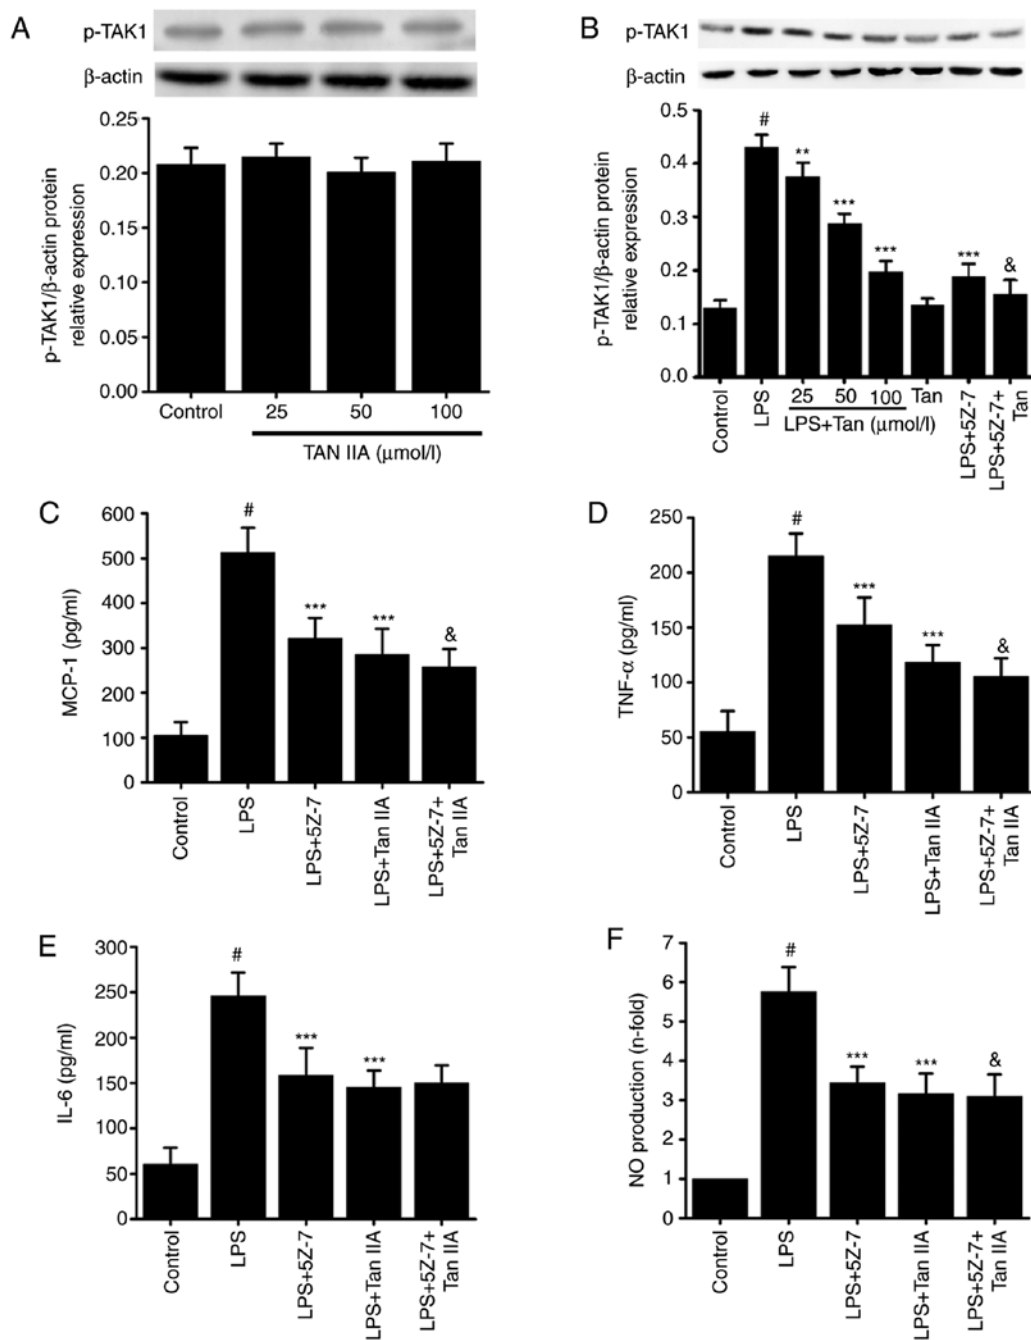 A
p-TAK1
β-actin
p-TAK1/β-actin protein
relative expression
0.25
0.20
0.15
0.10
0.05
0.00
Control
25
50
100
TAN IIA (μmol/l)
B
p-TAK1
β-actin
p-TAK1/β-actin protein
relative expression
0.5
0.4
0.3
0.2
0.1
0.0
#
**
***
***
***
&
Control
LPS
25
50
100
LPS+Tan (μmol/l)
Tan
LPS+5Z-7
LPS+5Z-7+
Tan
C
MCP-1 (pg/ml)
600
500
400
300
200
100
0
#
***
***
&
Control
LPS
LPS+5Z-7
LPS+Tan IIA
LPS+5Z-7+
Tan IIA
D
TNF-α (pg/ml)
250
200
150
100
50
0
#
***
***
&
Control
LPS
LPS+5Z-7
LPS+Tan IIA
LPS+5Z-7+
Tan IIA
E
IL-6 (pg/ml)
300
250
200
150
100
50
0
#
***
***
Control
LPS
LPS+5Z-7
LPS+Tan IIA
LPS+5Z-7+
Tan IIA
F
NO production (n-fold)
7
6
5
4
3
2
1
0
#
***
***
&
Control
LPS
LPS+5Z-7
LPS+Tan IIA
LPS+5Z-7+
Tan IIA